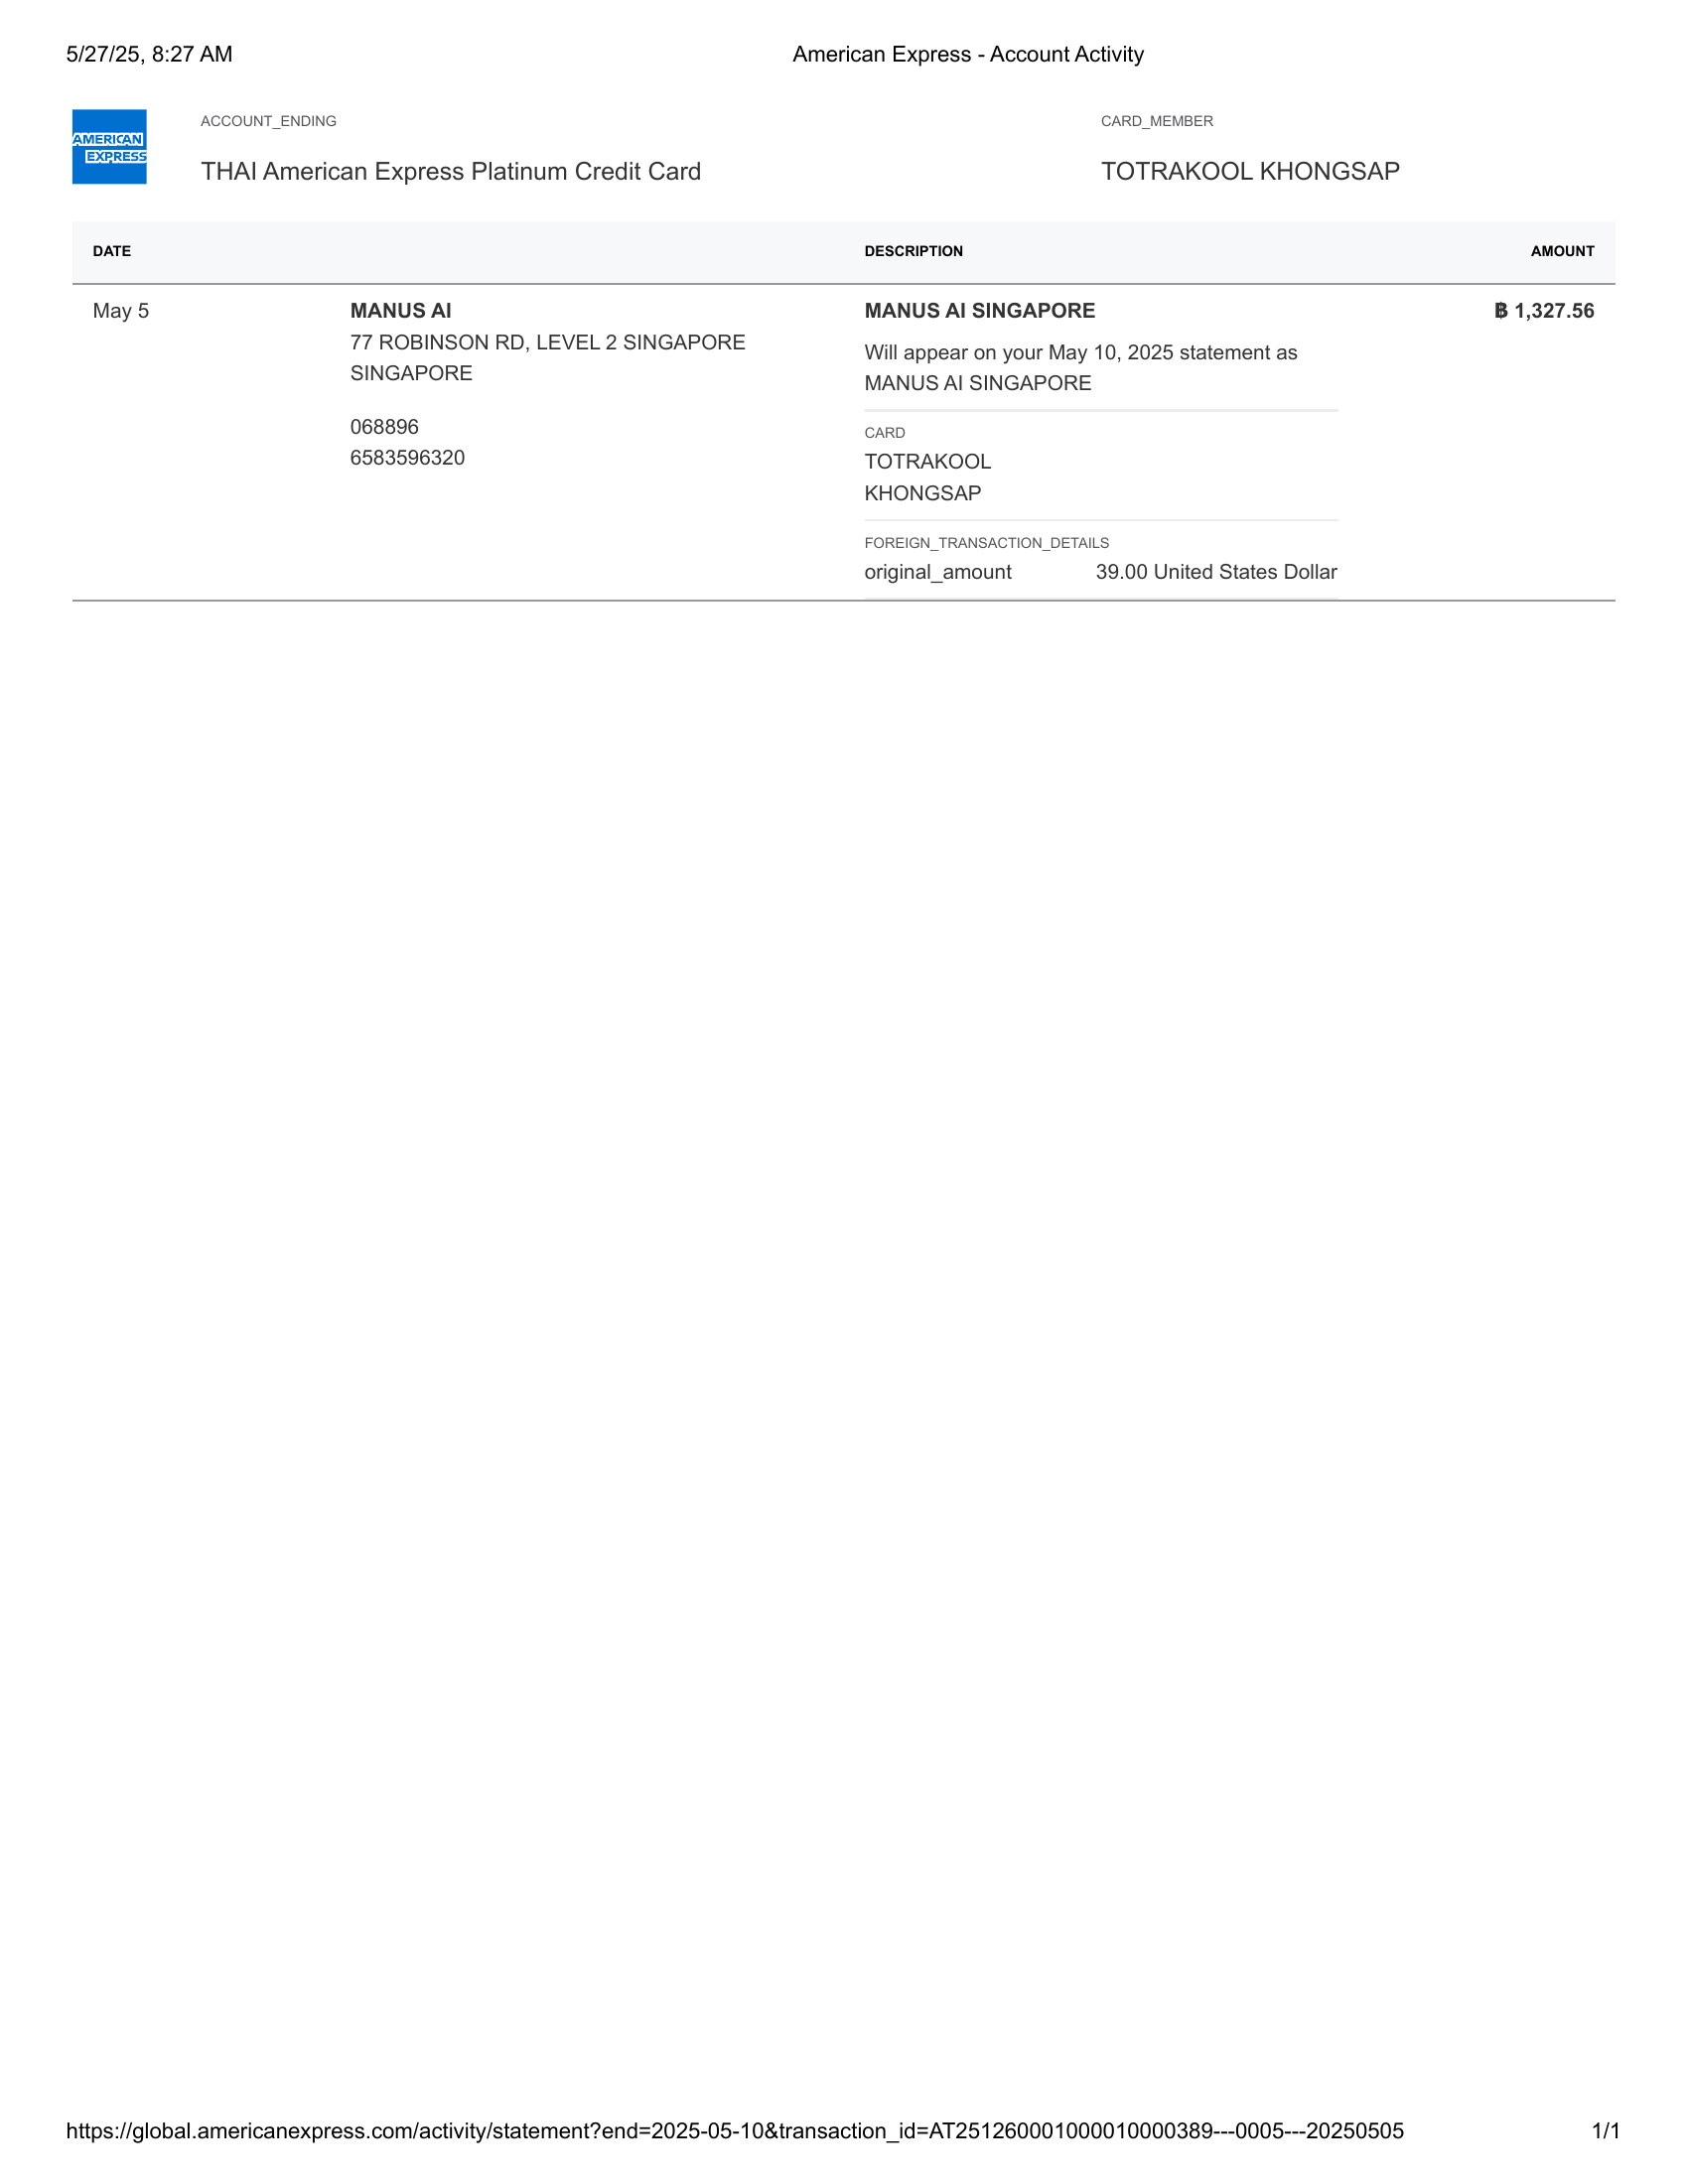 5/27/25, 8:27 AM
American Express - Account Activity
AMERICAN
EXPRESS
ACCOUNT_ENDING
THAI American Express Platinum Credit Card
CARD_MEMBER
TOTRAKOOL KHONGSAP
DATE
DESCRIPTION
AMOUNT
May 5
MANUS AI
77 ROBINSON RD, LEVEL 2 SINGAPORE
SINGAPORE
068896
6583596320
MANUS AI SINGAPORE
Will appear on your May 10, 2025 statement as
MANUS AI SINGAPORE
CARD
TOTRAKOOL
KHONGSAP
FOREIGN_TRANSACTION_DETAILS
original_amount 39.00 United States Dollar
฿ 1,327.56
https://global.americanexpress.com/activity/statement?end=2025-05-10&transaction_id=AT251260001000010000389---0005---20250505
1/1